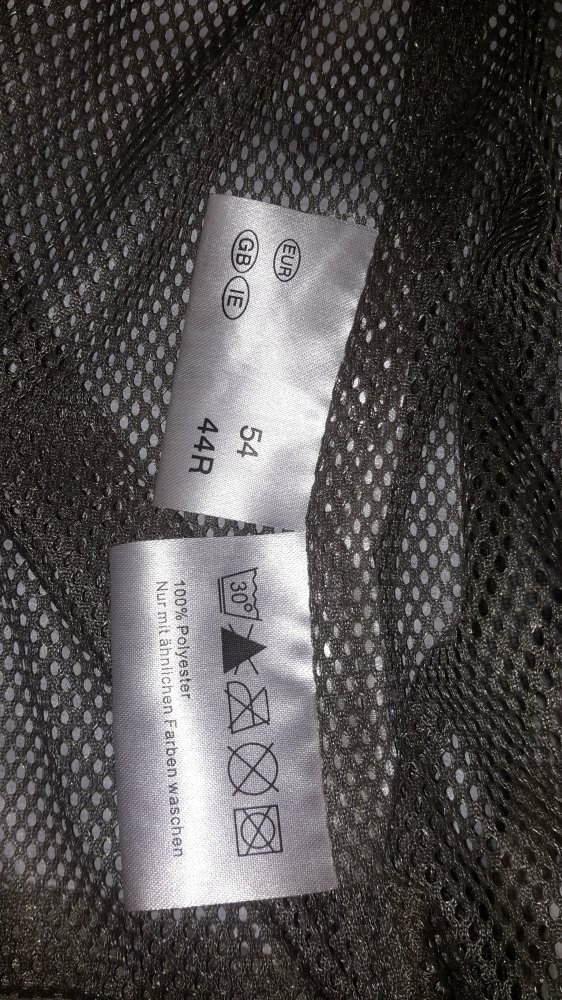 EUR 54
GB IE 44R
30°
100% Polyester
Nur mit ähnlichen Farben waschen